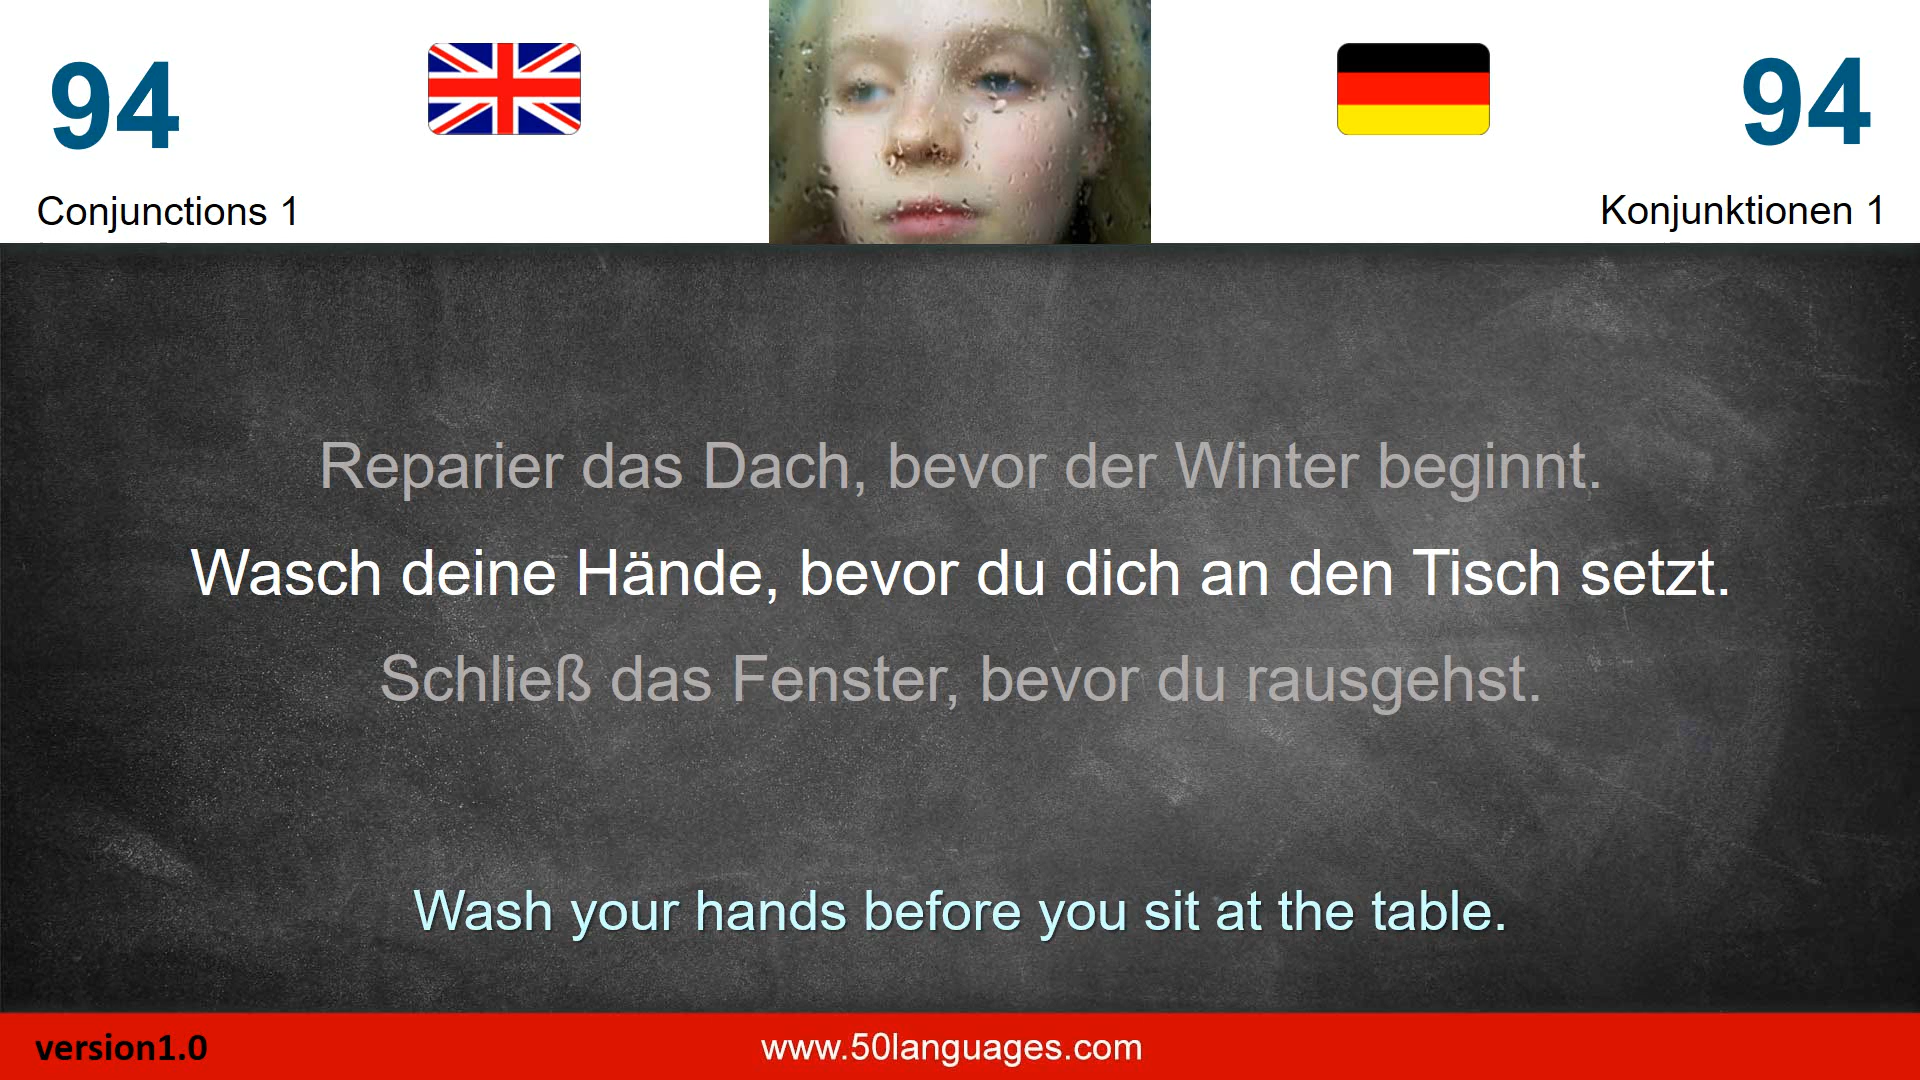 94
94
Conjunctions 1
Konjunktionen 1
Reparier das Dach, bevor der Winter beginnt.
Wasch deine Hände, bevor du dich an den Tisch setzt.
Schließ das Fenster, bevor du rausgehst.
Wash your hands before you sit at the table.
version1.0
www.50languages.com